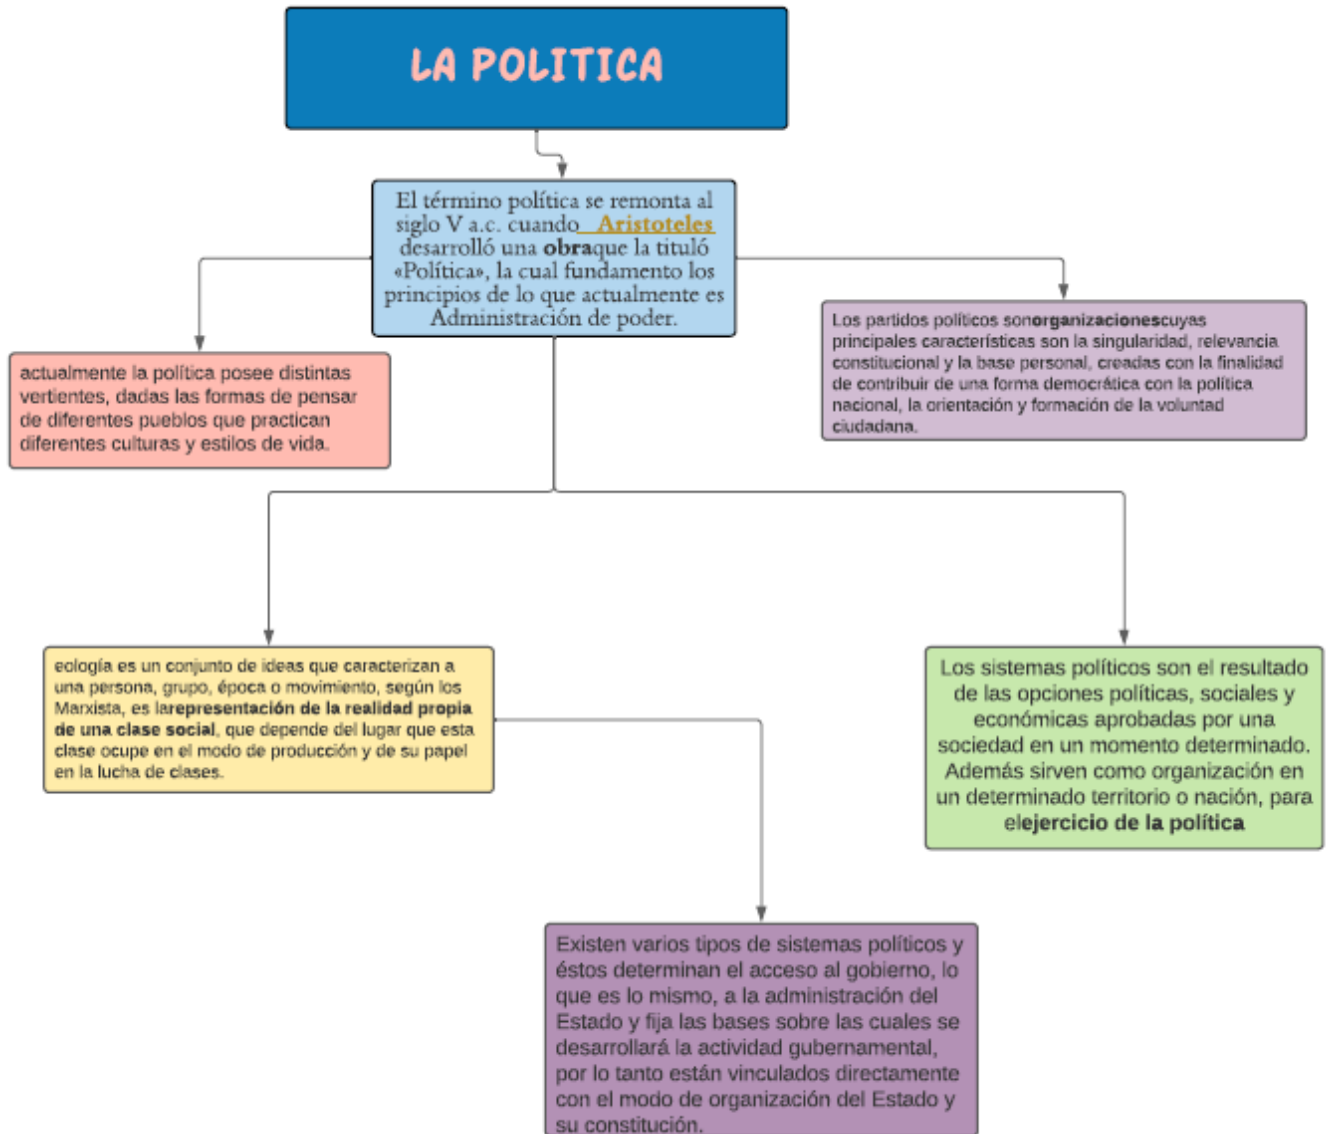 LA POLITICA
El término política se remonta al
siglo V a.c. cuando Aristoteles
desarrolló una obraque la tituló
«Política», la cual fundamento los
principios de lo que actualmente es
Administración de poder.
actualmente la política posee distintas
vertientes, dadas las formas de pensar
de diferentes pueblos que practican
diferentes culturas y estilos de vida.
Los partidos políticos sonorganizacionescuyas
principales características son la singularidad, relevancia
constitucional y la base personal, creadas con la finalidad
de contribuir de una forma democrática con la política
nacional, la orientación y formación de la voluntad
ciudadana.
eología es un conjunto de ideas que caracterizan a
una persona, grupo, época o movimiento, según los
Marxista, es larepresentación de la realidad propia
de una clase social, que depende del lugar que esta
clase ocupe en el modo de producción y de su papel
en la lucha de clases.
Los sistemas políticos son el resultado
de las opciones políticas, sociales y
económicas aprobadas por una
sociedad en un momento determinado.
Además sirven como organización en
un determinado territorio o nación, para
elejercicio de la política
Existen varios tipos de sistemas políticos y
éstos determinan el acceso al gobierno, lo
que es lo mismo, a la administración del
Estado y fija las bases sobre las cuales se
desarrollará la actividad gubernamental,
por lo tanto están vinculados directamente
con el modo de organización del Estado y
su constitución.